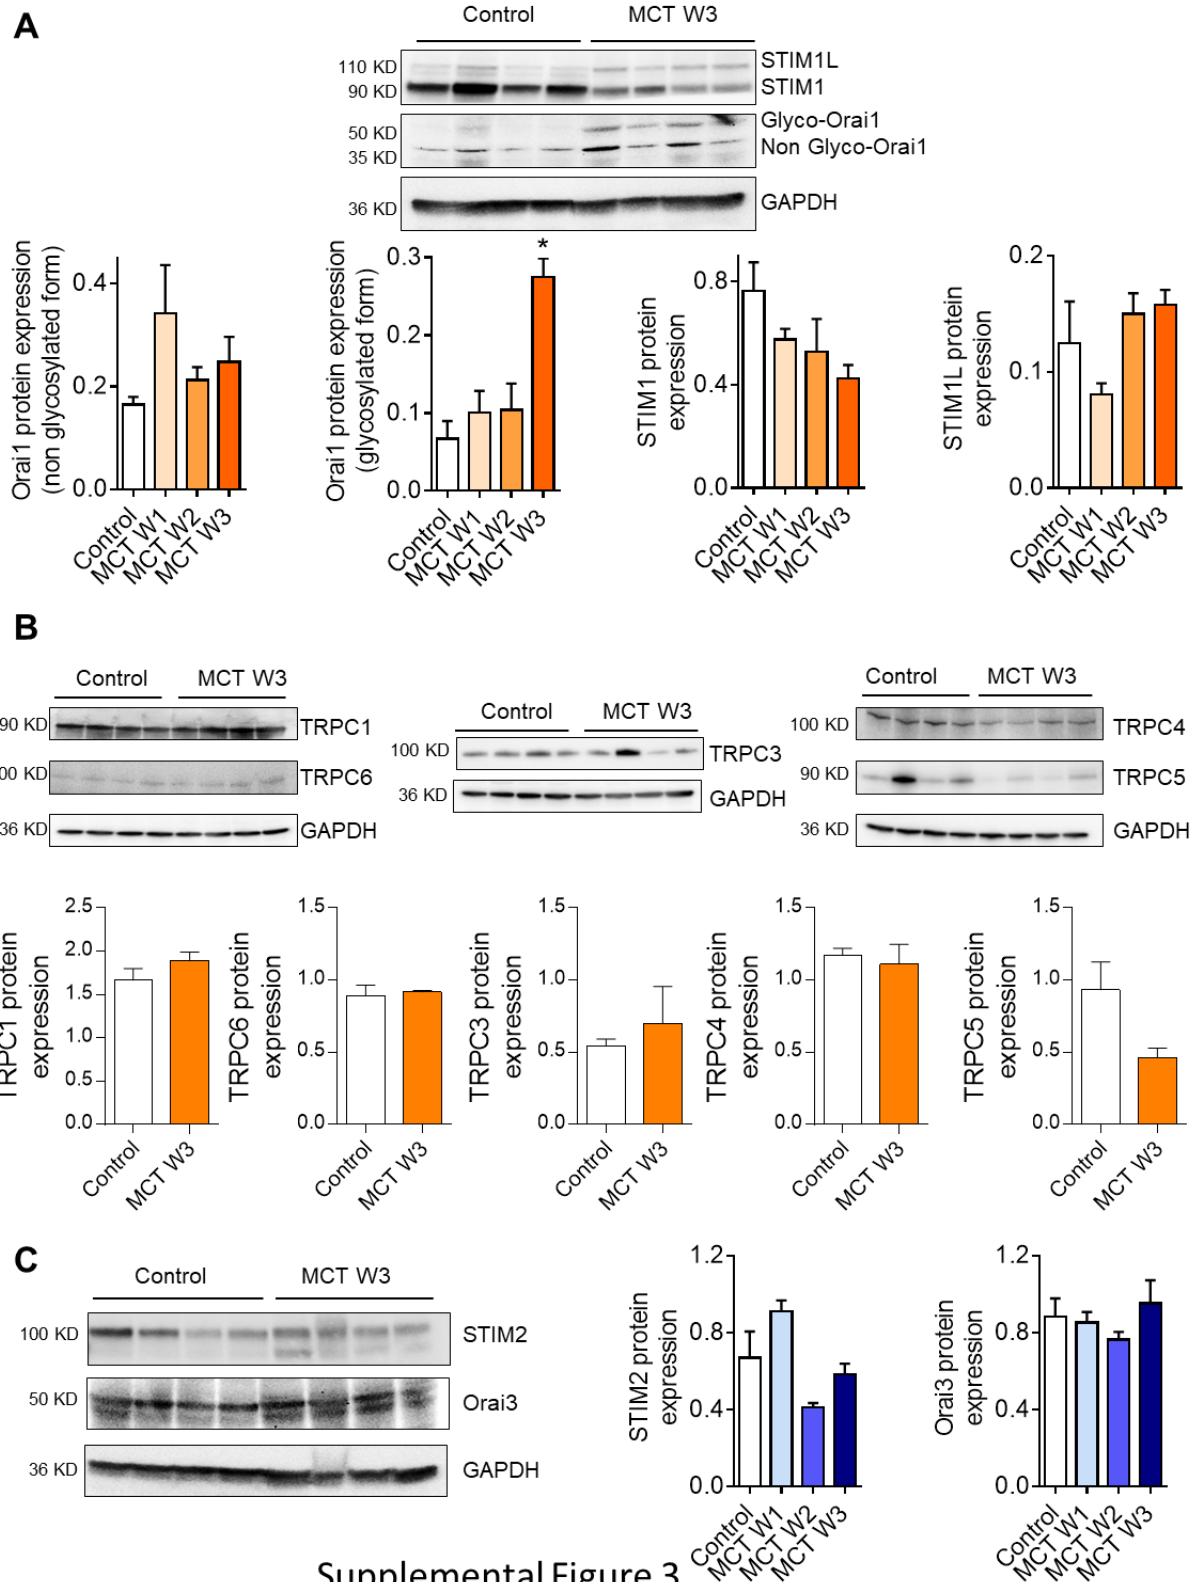 A
Control MCT W3
110 KD STIM1L
90 KD STIM1
50 KD Glyco-Orai1
35 KD Non Glyco-Orai1
36 KD GAPDH
Orai1 protein expression
(non glycosylated form)
0.4
0.2
0.0
Control
MCT W1
MCT W2
MCT W3
Orai1 protein expression
(glycosylated form)
0.3
0.2
0.1
0.0
*
Control
MCT W1
MCT W2
MCT W3
STIM1 protein
expression
0.8
0.4
0.0
Control
MCT W1
MCT W2
MCT W3
STIM1L protein
expression
0.2
0.1
0.0
Control
MCT W1
MCT W2
MCT W3
B
Control MCT W3
90 KD TRPC1
00 KD TRPC6
36 KD GAPDH
Control MCT W3
100 KD TRPC3
36 KD GAPDH
Control MCT W3
100 KD TRPC4
90 KD TRPC5
36 KD GAPDH
TRPC1 protein
expression
2.5
2.0
1.5
1.0
0.5
0.0
Control
MCT W3
TRPC6 protein
expression
1.5
1.0
0.5
0.0
Control
MCT W3
TRPC3 protein
expression
1.5
1.0
0.5
0.0
Control
MCT W3
TRPC4 protein
expression
1.5
1.0
0.5
0.0
Control
MCT W3
TRPC5 protein
expression
1.5
1.0
0.5
0.0
Control
MCT W3
C
Control MCT W3
100 KD STIM2
50 KD Orai3
36 KD GAPDH
STIM2 protein
expression
1.2
0.8
0.4
0.0
Control
MCT W1
MCT W2
MCT W3
Orai3 protein
expression
1.2
0.8
0.4
0.0
Control
MCT W1
MCT W2
MCT W3
Supplemental Figure 3